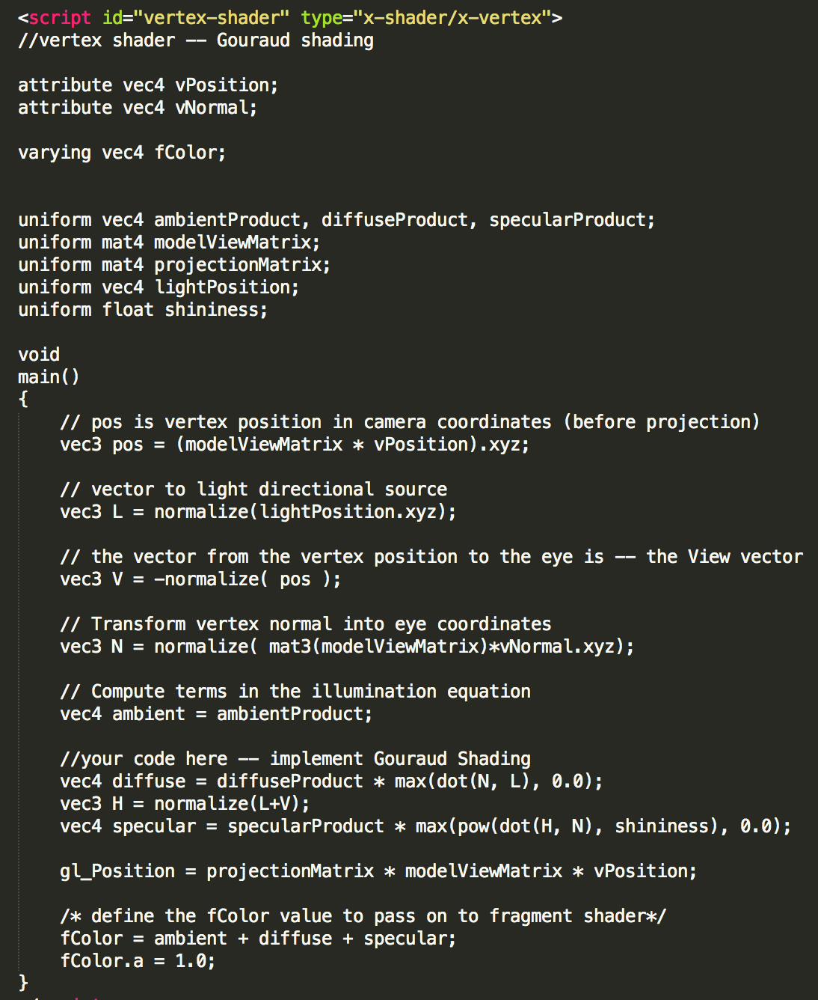 <script id="vertex-shader" type="x-shader/x-vertex">
//vertex shader -- Gouraud shading
attribute vec4 vPosition;
attribute vec4 vNormal;
varying vec4 fColor;
uniform vec4 ambientProduct, diffuseProduct, specularProduct;
uniform mat4 modelViewMatrix;
uniform mat4 projectionMatrix;
uniform vec4 lightPosition;
uniform float shininess;
void
main()
{
// pos is vertex position in camera coordinates (before projection)
vec3 pos = (modelViewMatrix * vPosition).xyz;
// vector to light directional source
vec3 L = normalize(lightPosition.xyz);
// the vector from the vertex position to the eye is -- the View vector
vec3 V = -normalize( pos );
// Transform vertex normal into eye coordinates
vec3 N = normalize( mat3(modelViewMatrix)*vNormal.xyz);
// Compute terms in the illumination equation
vec4 ambient = ambientProduct;
//your code here -- implement Gouraud Shading
vec4 diffuse = diffuseProduct * max(dot(N, L), 0.0);
vec3 H = normalize(L+V);
vec4 specular = specularProduct * max(pow(dot(H, N), shininess), 0.0);
gl_Position = projectionMatrix * modelViewMatrix * vPosition;
/* define the fColor value to pass on to fragment shader*/
fColor = ambient + diffuse + specular;
fColor.a = 1.0;
}